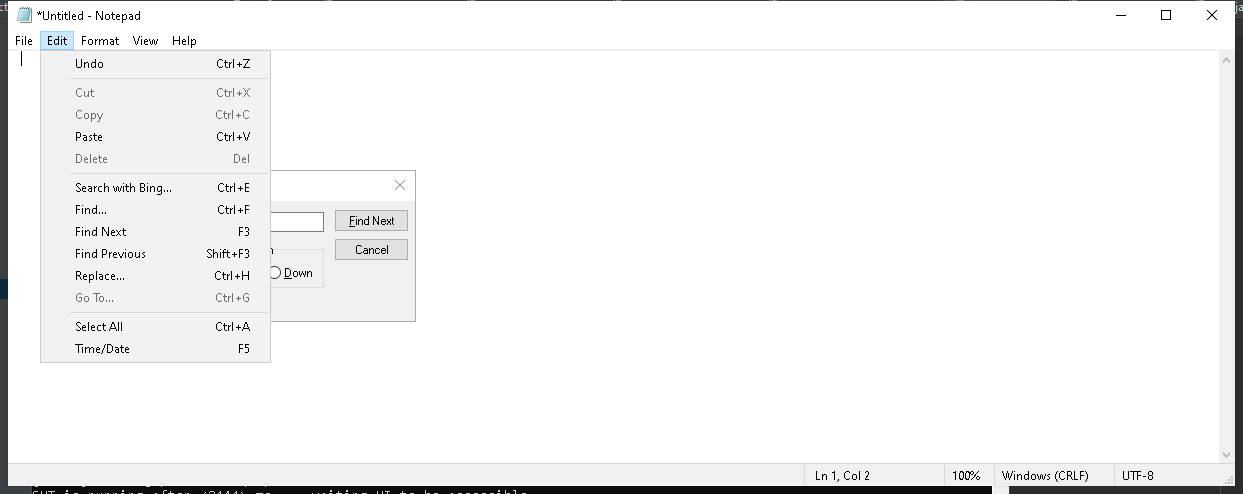 *Untitled - Notepad
File Edit Format View Help
Undo Ctrl+Z
Cut Ctrl+X
Copy Ctrl+C
Paste Ctrl+V
Delete Del
Search with Bing... Ctrl+E
Find... Ctrl+F
Find Next F3
Find Previous Shift+F3
Replace... Ctrl+H
Go To... Ctrl+G
Select All Ctrl+A
Time/Date F5
Find Next
Cancel
Down
Ln 1, Col 2 100% Windows (CRLF) UTF-8